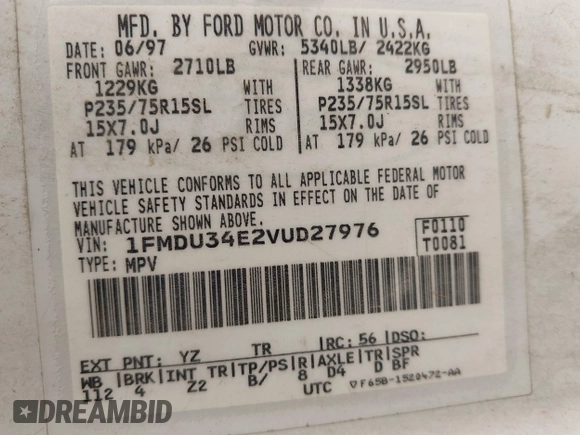 MFD. BY FORD MOTOR CO. IN U.S.A.
DATE: 06/97 GVWR: 5340LB/ 2422KG
FRONT GAWR: 2710LB REAR GAWR: 2950LB
1229KG WITH 1338KG WITH
P235/75R15SL TIRES P235/75R15SL TIRES
15X7.0J RIMS 15X7.0J RIMS
AT 179 kPa/ 26 PSI COLD AT 179 kPa/ 26 PSI COLD
THIS VEHICLE CONFORMS TO ALL APPLICABLE FEDERAL MOTOR
VEHICLE SAFETY STANDARDS IN EFFECT ON THE DATE OF
MANUFACTURE SHOWN ABOVE.
VIN: 1FMDU34E2VUD27976 F0110
TYPE: MPV T0081
EXT PNT: YZ TR RC: 56 DSO:
WB BRK INT TR TP/PS R AXLE TR SPR
112 4 Z2 B/ 8 D4 D BF
UTC ▽F65B-1520472-AA
DREAMBID